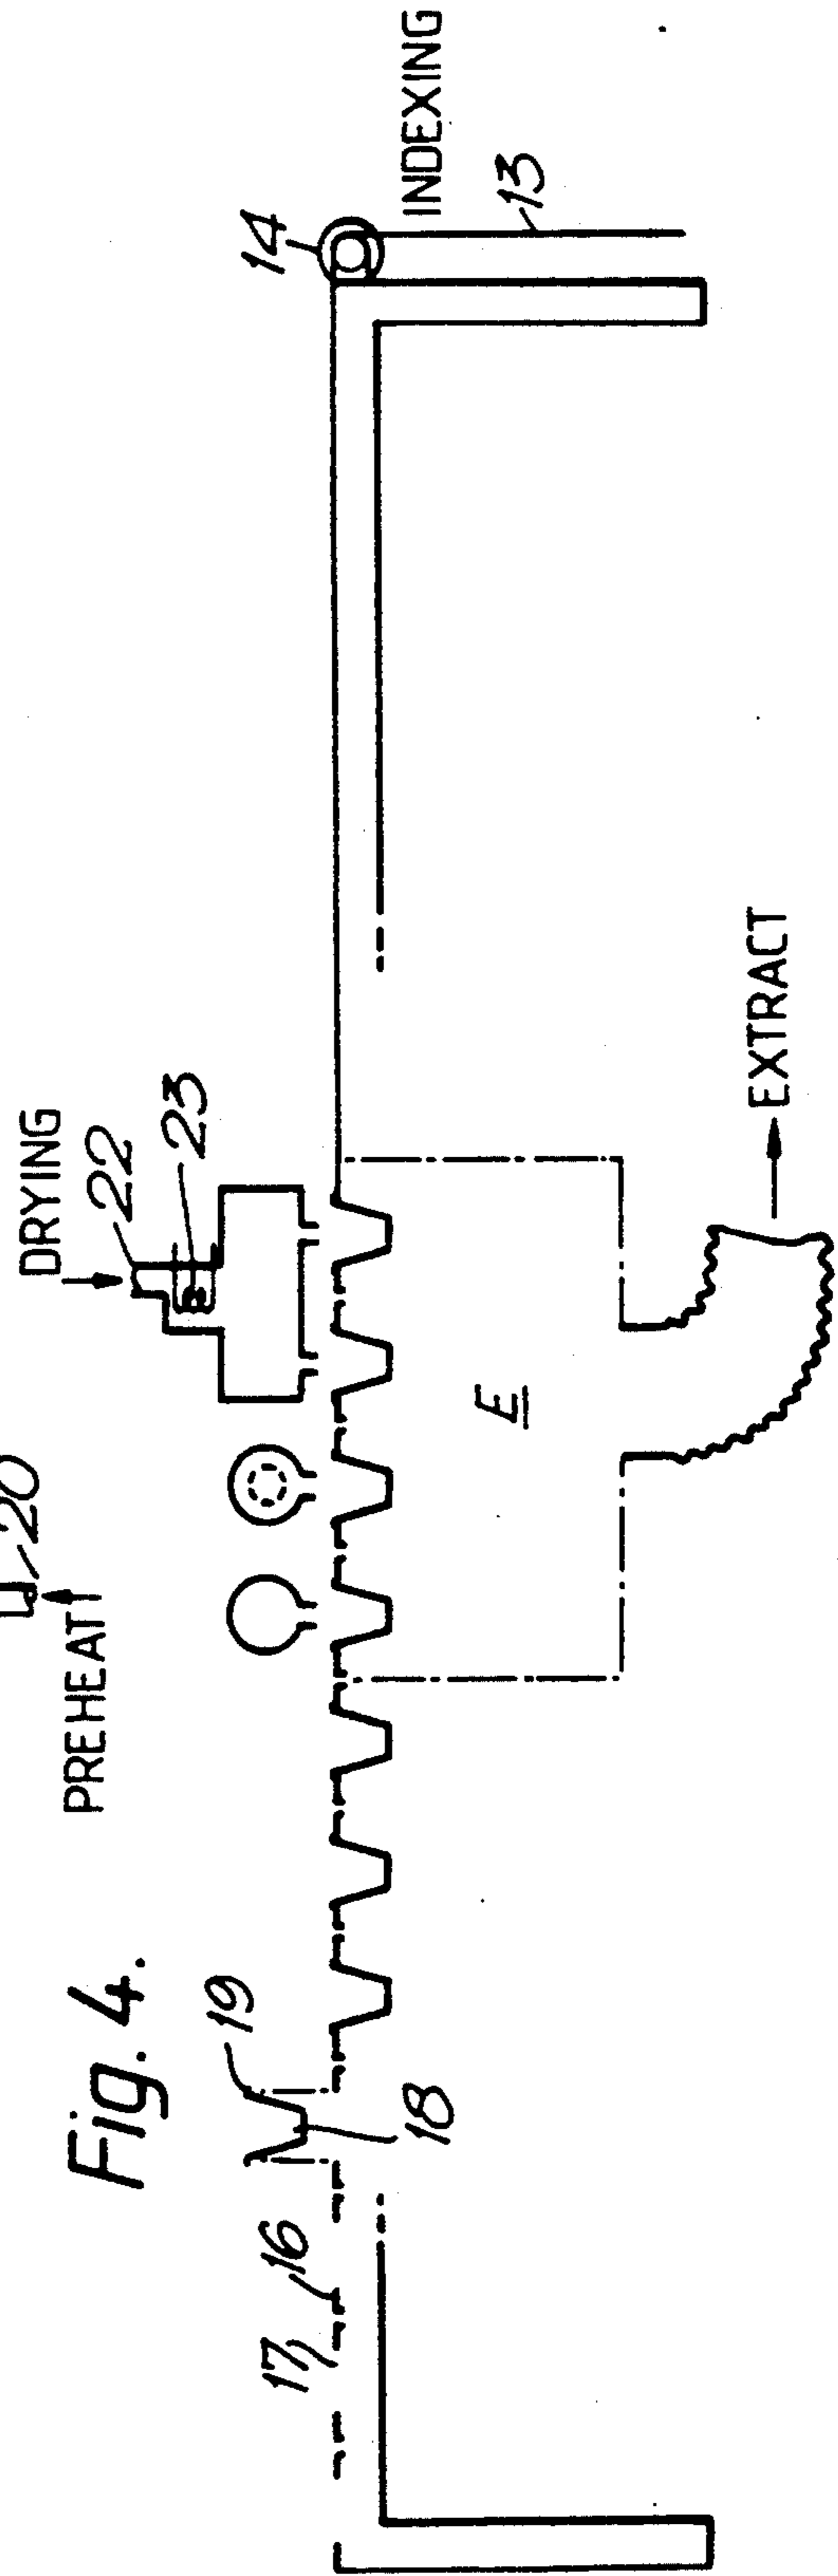 Fig. 4.
20
PREHEAT
DRYING
22
23
14
INDEXING
13
19
18
17
16
E
EXTRACT